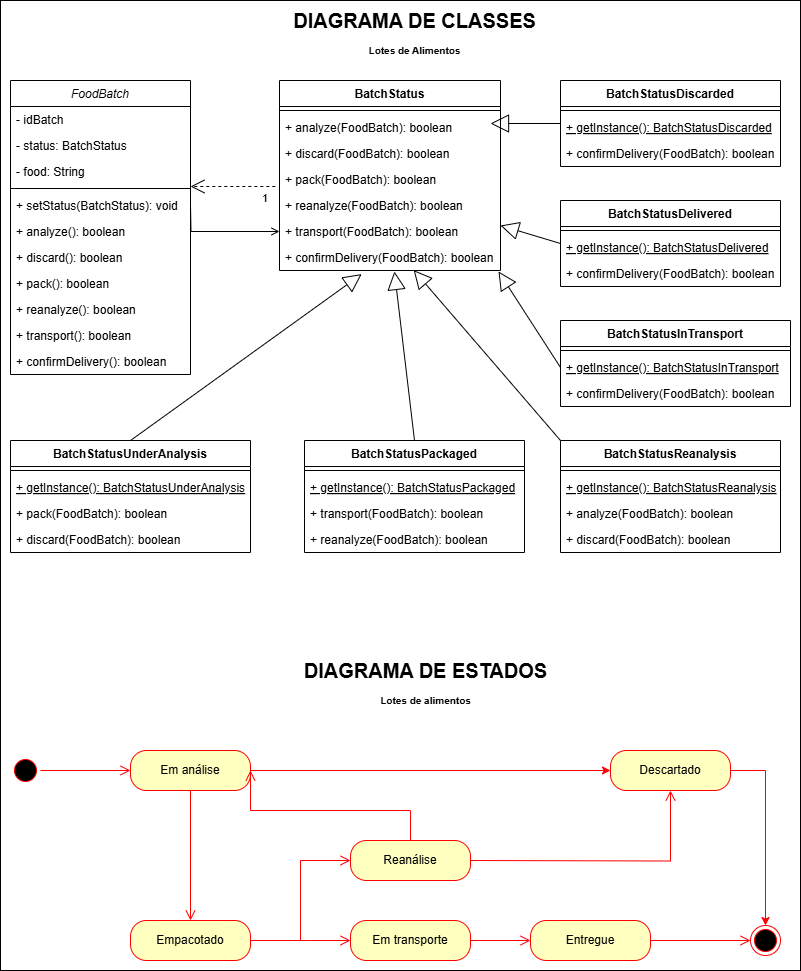 DIAGRAMA DE CLASSES
Lotes de Alimentos
FoodBatch
- idBatch
- status: BatchStatus
- food: String
+ setStatus(BatchStatus): void
+ analyze(): boolean
+ discard(): boolean
+ pack(): boolean
+ reanalyze(): boolean
+ transport(): boolean
+ confirmDelivery(): boolean
1
BatchStatus
+ analyze(FoodBatch): boolean
+ discard(FoodBatch): boolean
+ pack(FoodBatch): boolean
+ reanalyze(FoodBatch): boolean
+ transport(FoodBatch): boolean
+ confirmDelivery(FoodBatch): boolean
BatchStatusDiscarded
+ getInstance(): BatchStatusDiscarded
+ confirmDelivery(FoodBatch): boolean
BatchStatusDelivered
+ getInstance(): BatchStatusDelivered
+ confirmDelivery(FoodBatch): boolean
BatchStatusInTransport
+ getInstance(): BatchStatusInTransport
+ confirmDelivery(FoodBatch): boolean
BatchStatusUnderAnalysis
+ getInstance(): BatchStatusUnderAnalysis
+ pack(FoodBatch): boolean
+ discard(FoodBatch): boolean
BatchStatusPackaged
+ getInstance(): BatchStatusPackaged
+ transport(FoodBatch): boolean
+ reanalyze(FoodBatch): boolean
BatchStatusReanalysis
+ getInstance(): BatchStatusReanalysis
+ analyze(FoodBatch): boolean
+ discard(FoodBatch): boolean
DIAGRAMA DE ESTADOS
Lotes de alimentos
Em análise
Descartado
Reanálise
Empacotado
Em transporte
Entregue